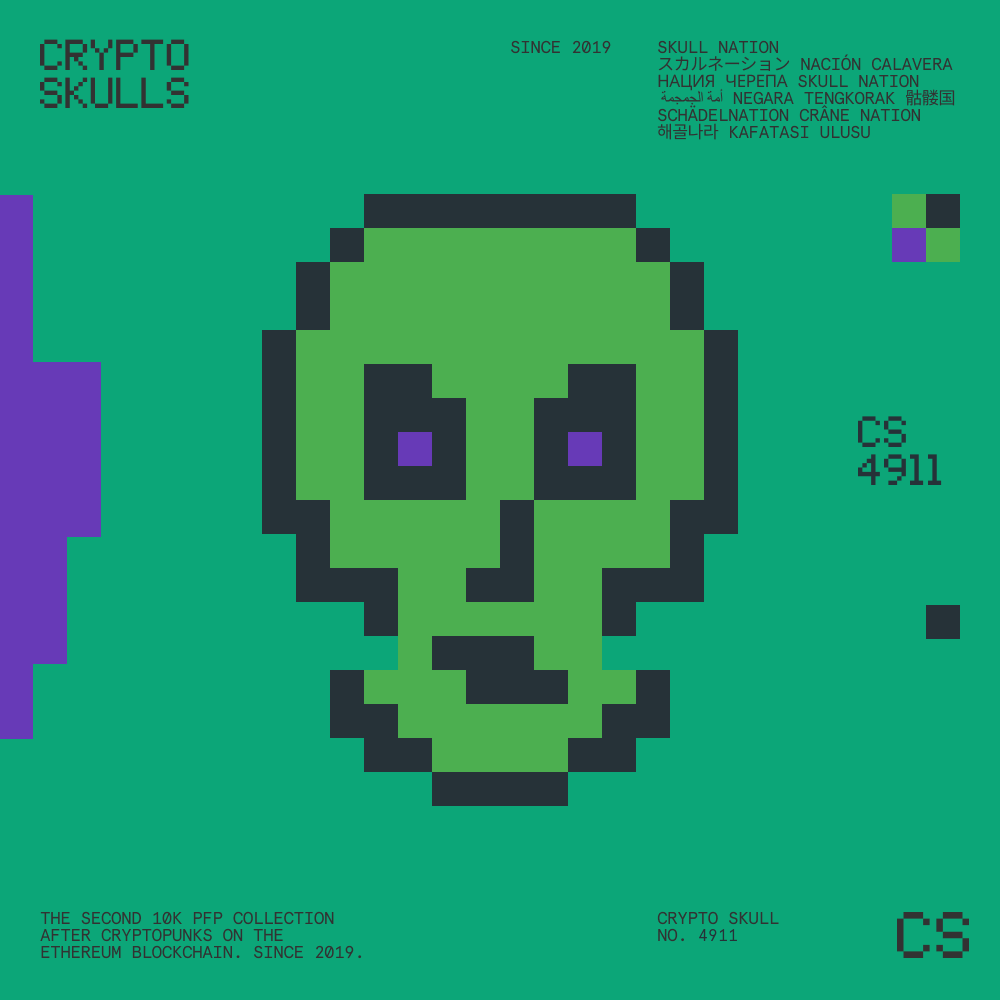 CRYPTO
SKULLS
SINCE 2019
SKULL NATION
スカルネーション NACIÓN CALAVERA
НАЦИЯ ЧЕРЕПА SKULL NATION
أمة الجمجمة NEGARA TENGKORAK 骷髅国
SCHÄDELNATION CRÂNE NATION
해골나라 KAFATASI ULUSU
CS
4911
THE SECOND 10K PFP COLLECTION
AFTER CRYPTOPUNKS ON THE
ETHEREUM BLOCKCHAIN. SINCE 2019.
CRYPTO SKULL
NO. 4911
CS